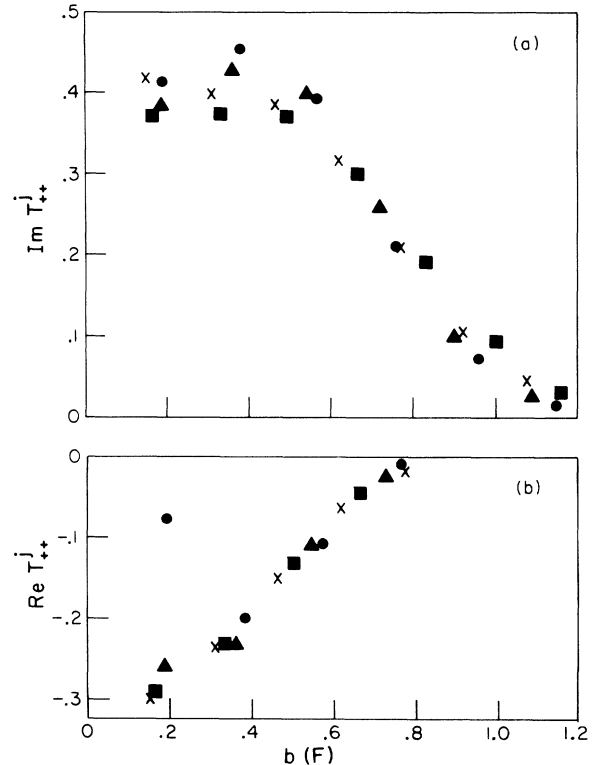 .5
(a)
.4
.3
Im T^j_++
.2
.1
0
0
(b)
-.1
Re T^j_++
-.2
-.3
0 .2 .4 .6 .8 1.0 1.2
b (F)